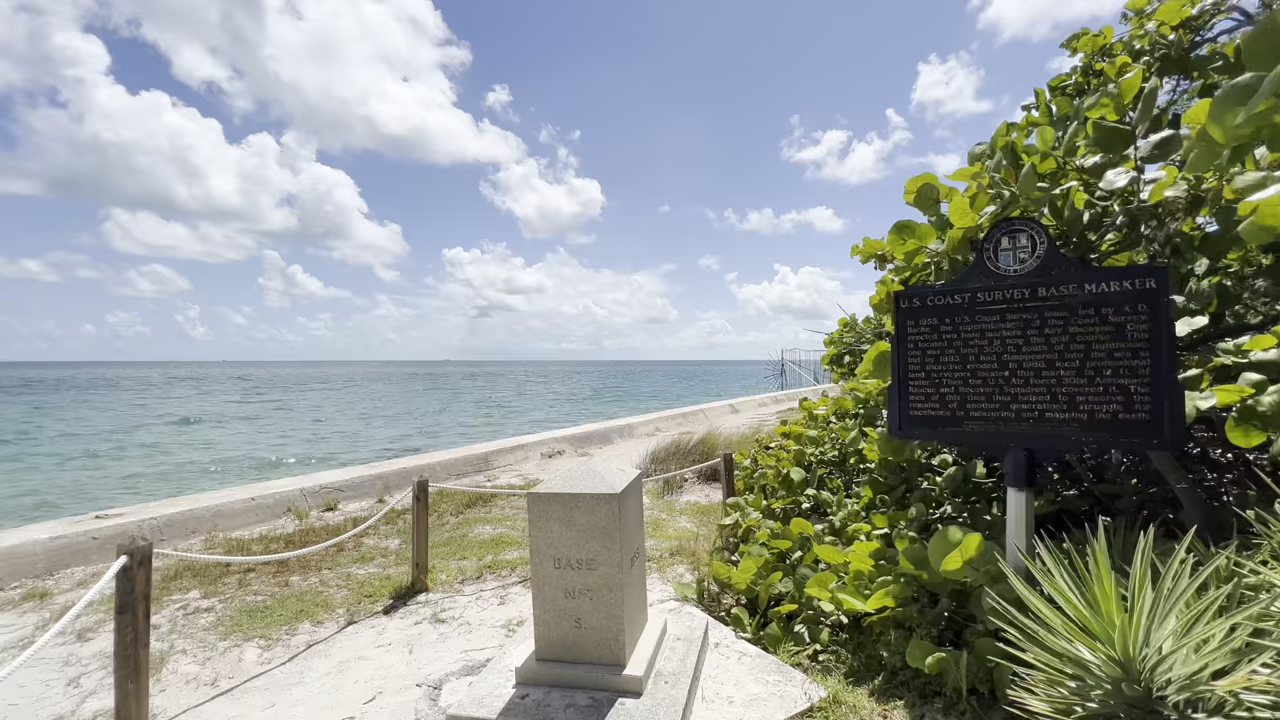 U.S. COAST SURVEY BASE MARKER
In 1855, a U.S. Coast Survey team, led by A. D.
Bache, the superintendent of the Coast Survey,
erected two base markers on Key Biscayne. One
is located on what is now the golf course. This
one was on land 300 ft. south of the lighthouse,
but by 1883, it had disappeared into the sea as
the shoreline eroded. In 1988, local professional
land surveyors located this marker in 12 ft. of
water. Then the U.S. Air Force 301st Aerospace
Rescue and Recovery Squadron recovered it. The
men of this time thus helped to preserve the
remains of another generation's struggle for
excellence in measuring and mapping the earth.
BASE
S.
1855